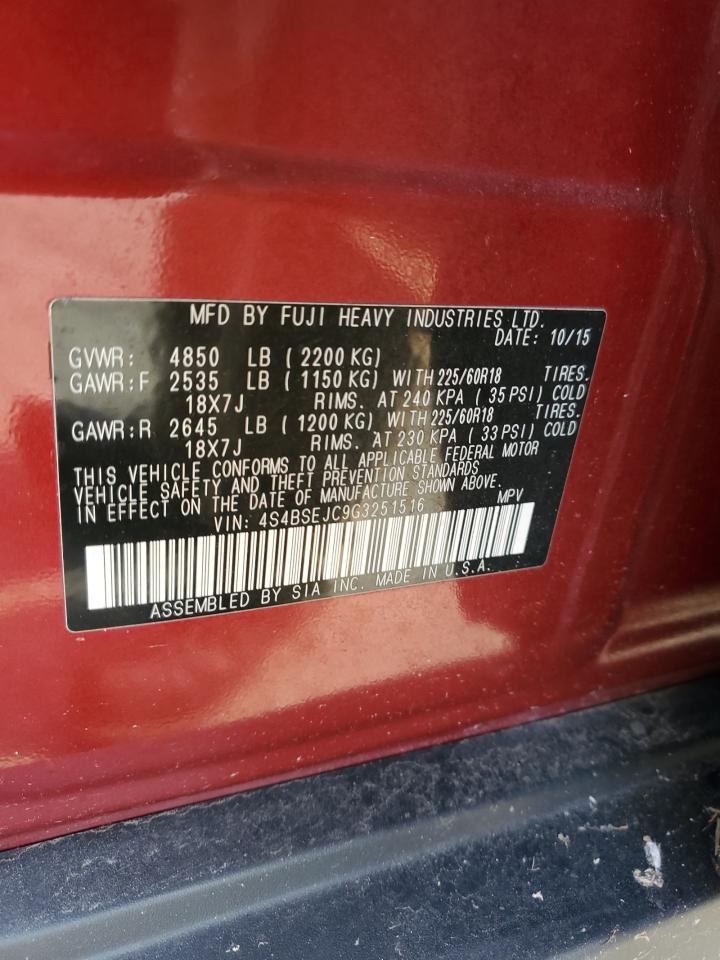 MFD BY FUJI HEAVY INDUSTRIES LTD.
DATE: 10/15
GVWR: 4850 LB ( 2200 KG)
GAWR:F 2535 LB ( 1150 KG) WITH 225/60R18 TIRES.
18X7J RIMS. AT 240 KPA ( 35 PSI) COLD
GAWR:R 2645 LB ( 1200 KG) WITH 225/60R18 TIRES.
18X7J RIMS. AT 230 KPA ( 33 PSI) COLD
THIS VEHICLE CONFORMS TO ALL APPLICABLE FEDERAL MOTOR
VEHICLE SAFETY AND THEFT PREVENTION STANDARDS
IN EFFECT ON THE DATE OF MANUFACTURE SHOWN ABOVE.
VIN: 4S4BSEJC9G3251516 MPV
ASSEMBLED BY SIA INC. MADE IN U.S.A.